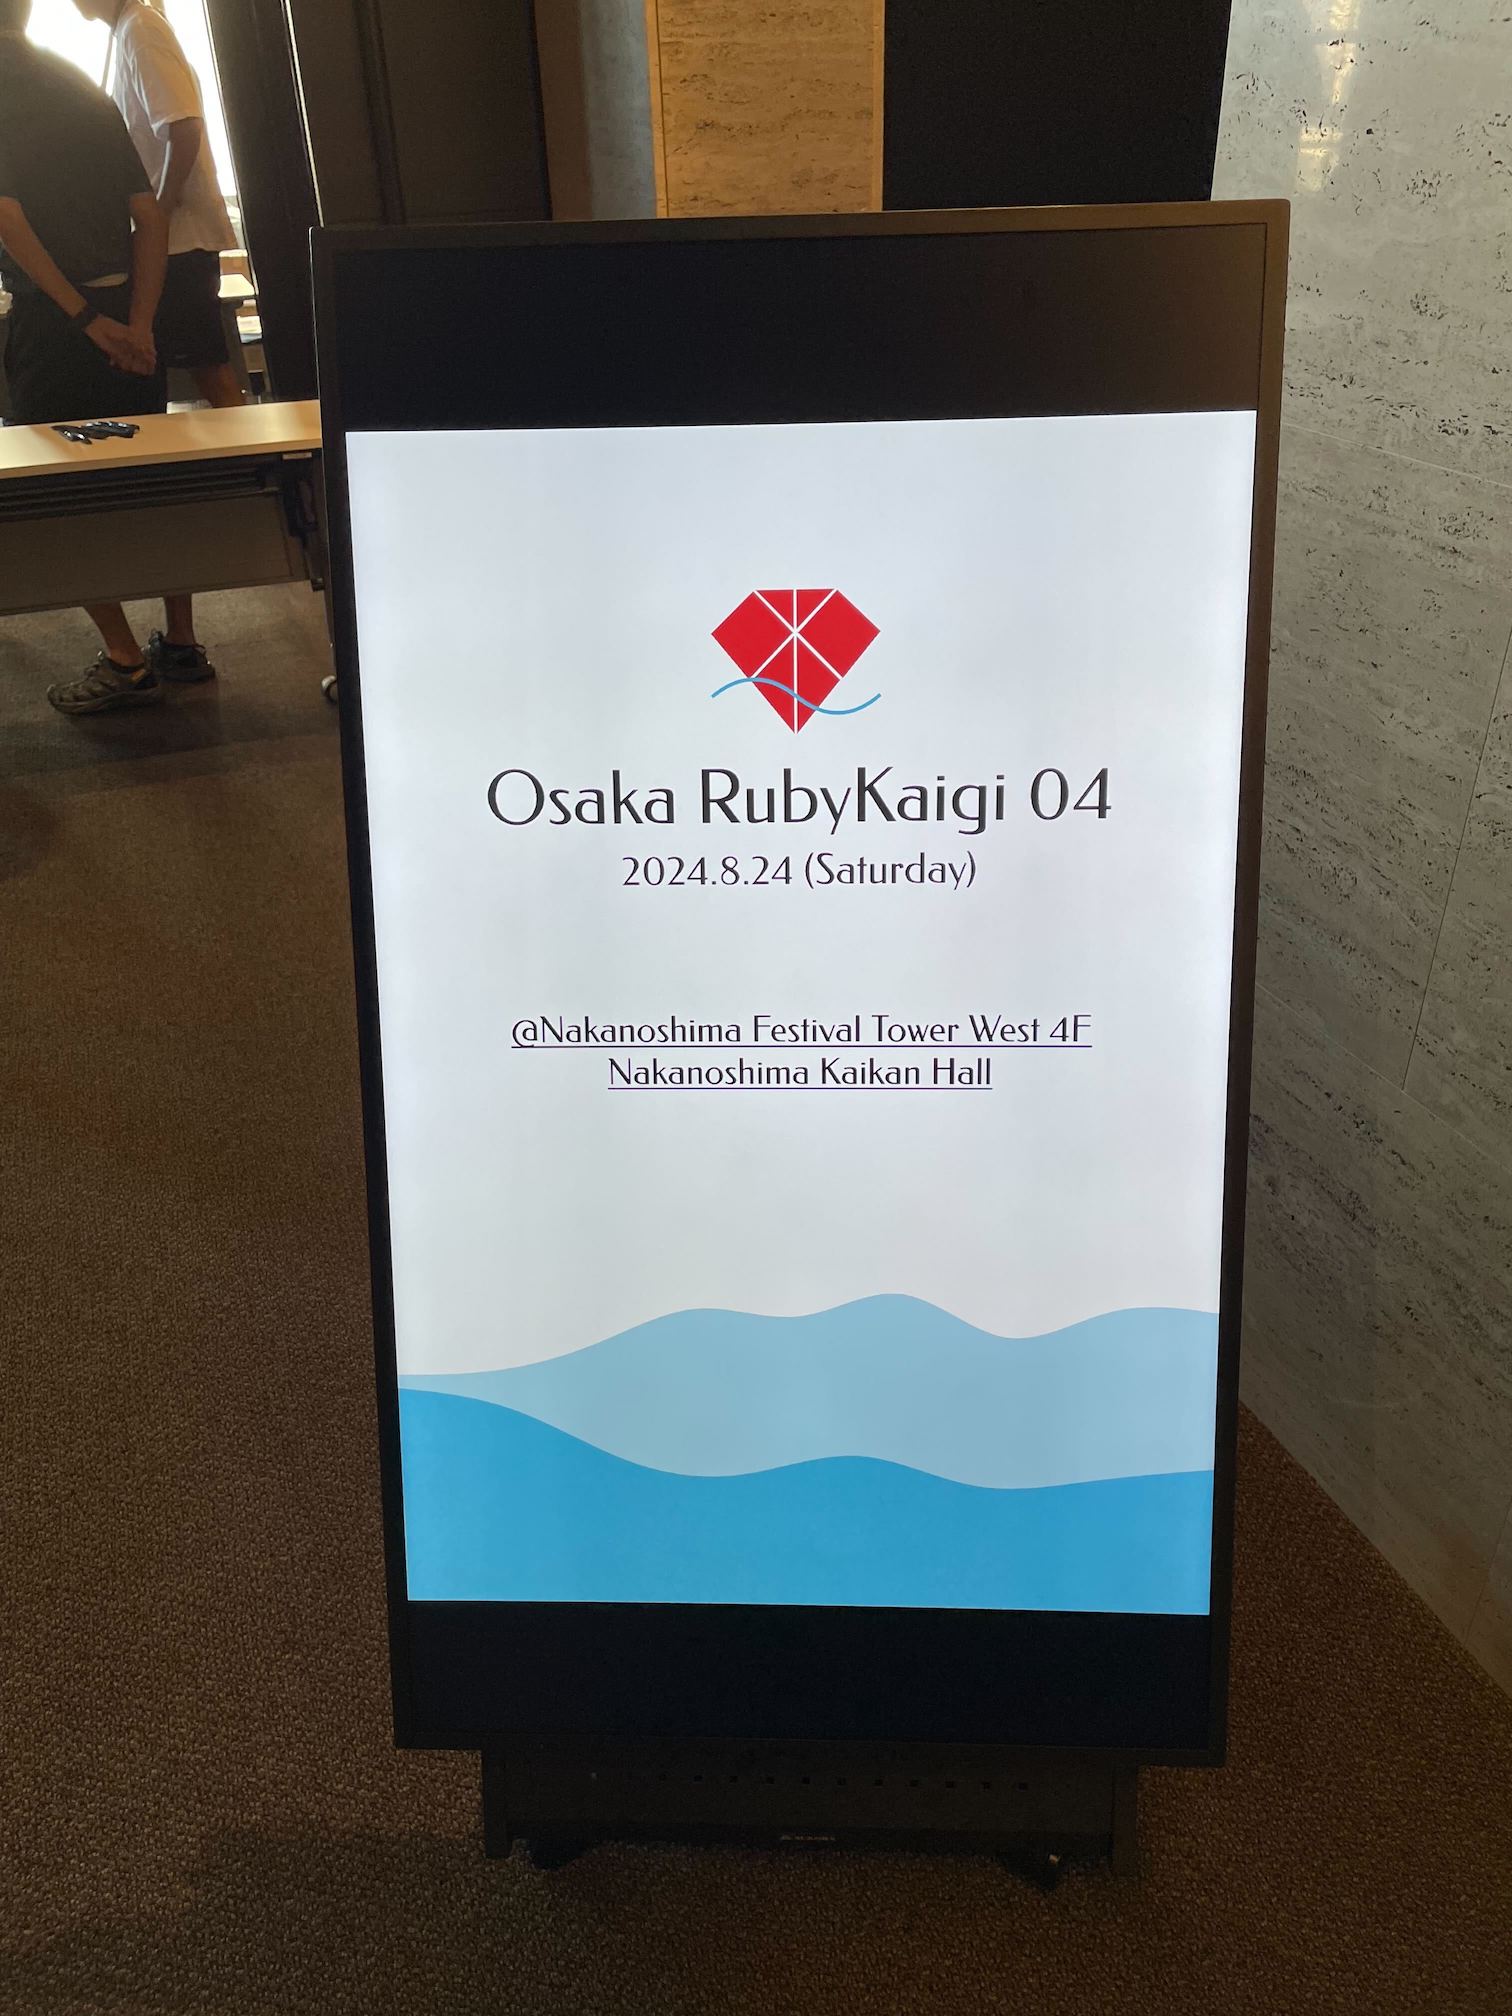 Osaka RubyKaigi 04
2024.8.24 (Saturday)
@Nakanoshima Festival Tower West 4F
Nakanoshima Kaikan Hall